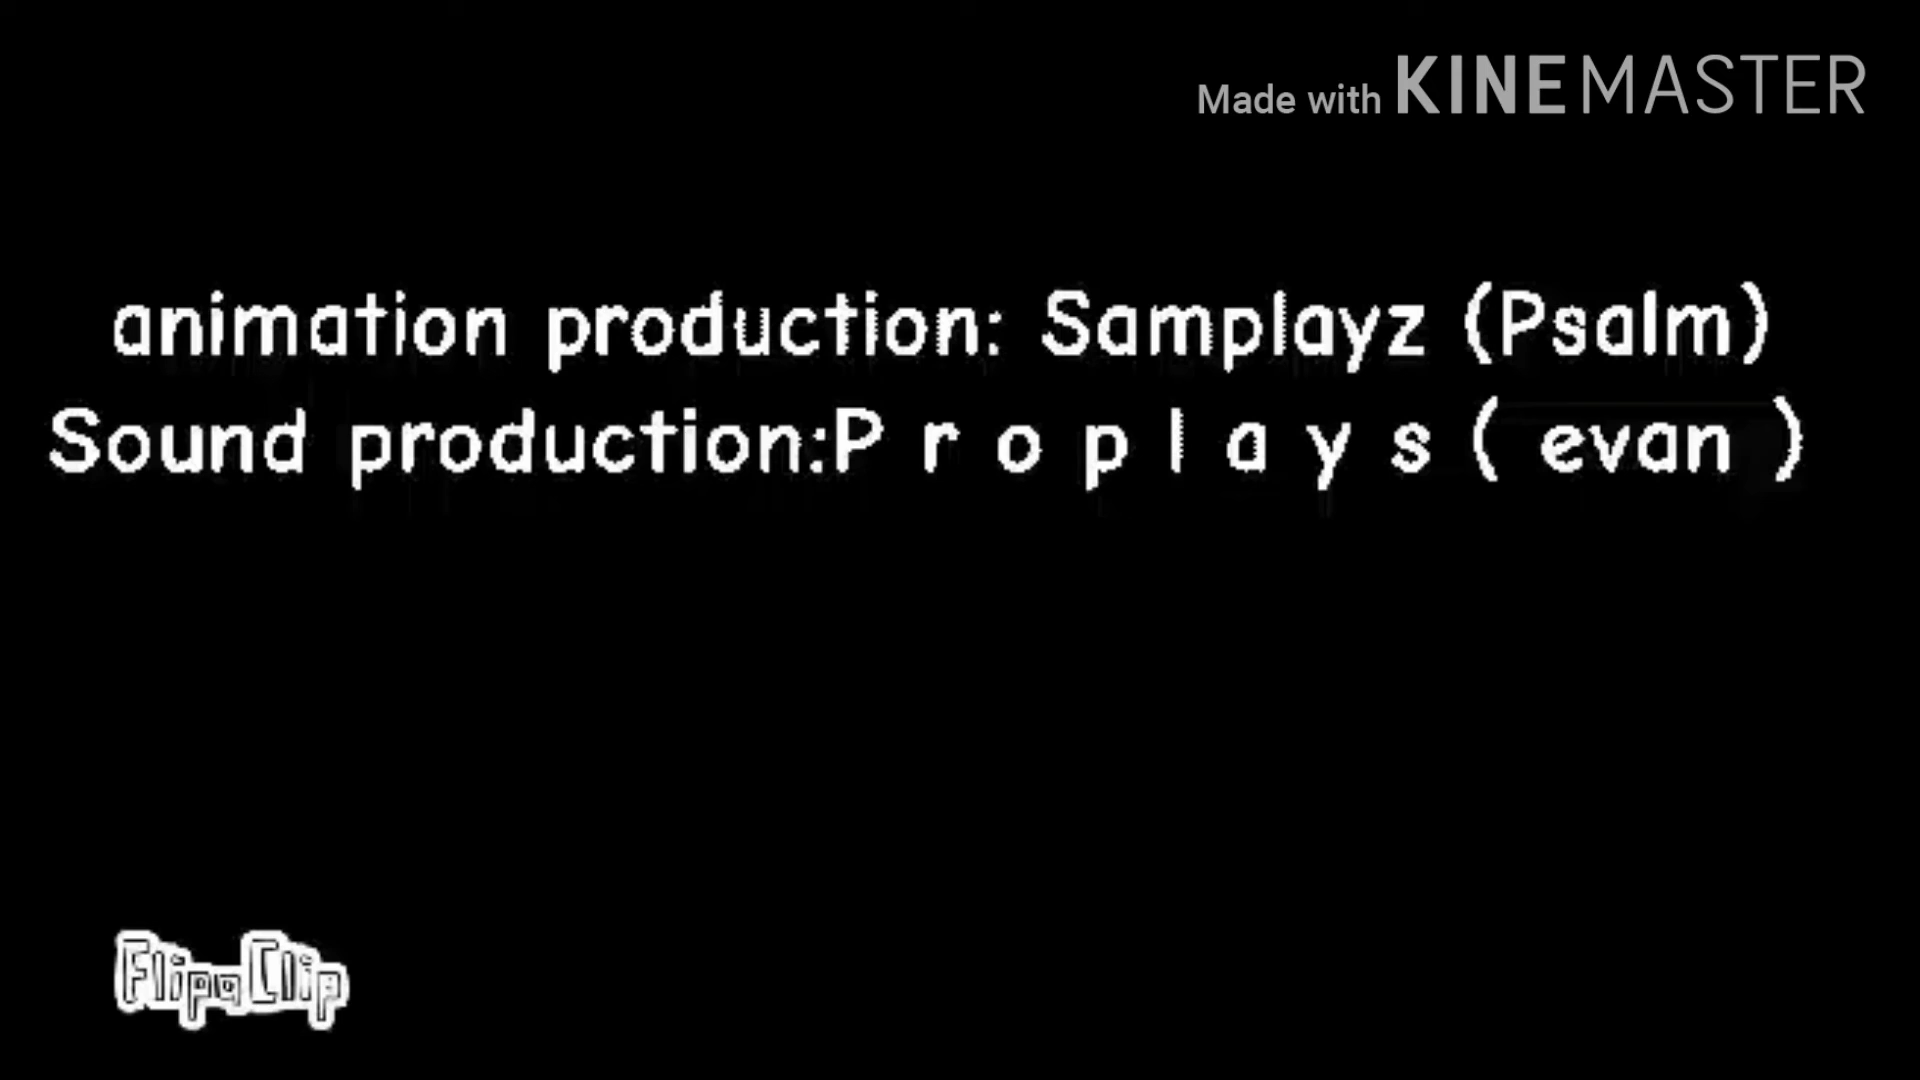 Made with KINEMASTER
animation production: Samplayz (Psalm)
Sound production:P r o p l a y s ( evan )
FlipaClip